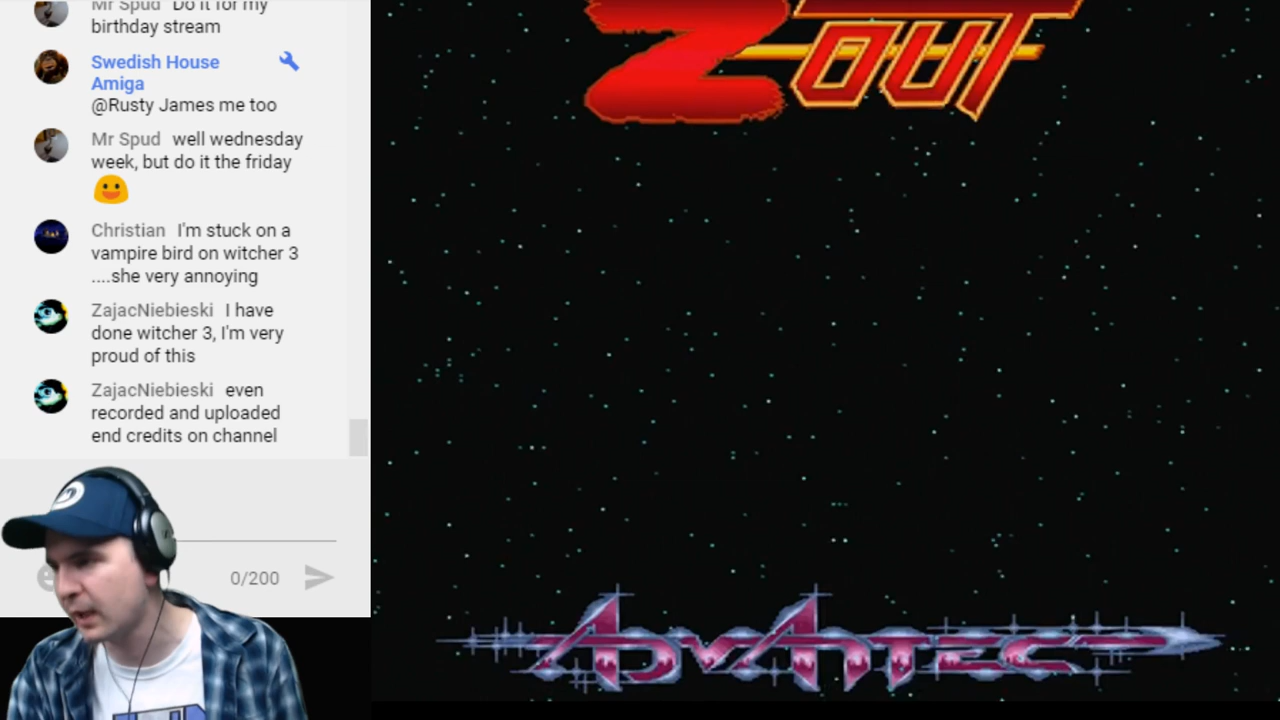 Mr Spud Do it for my
birthday stream
Swedish House
Amiga
@Rusty James me too
Mr Spud well wednesday
week, but do it the friday
Christian I'm stuck on a
vampire bird on witcher 3
....she very annoying
ZajacNiebieski I have
done witcher 3, I'm very
proud of this
ZajacNiebieski even
recorded and uploaded
end credits on channel
0/200
Z-OUT
ADVANTEC